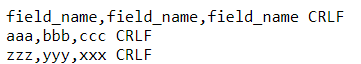 field_name,field_name,field_name CRLF
aaa,bbb,ccc CRLF
zzz,yyy,xxx CRLF